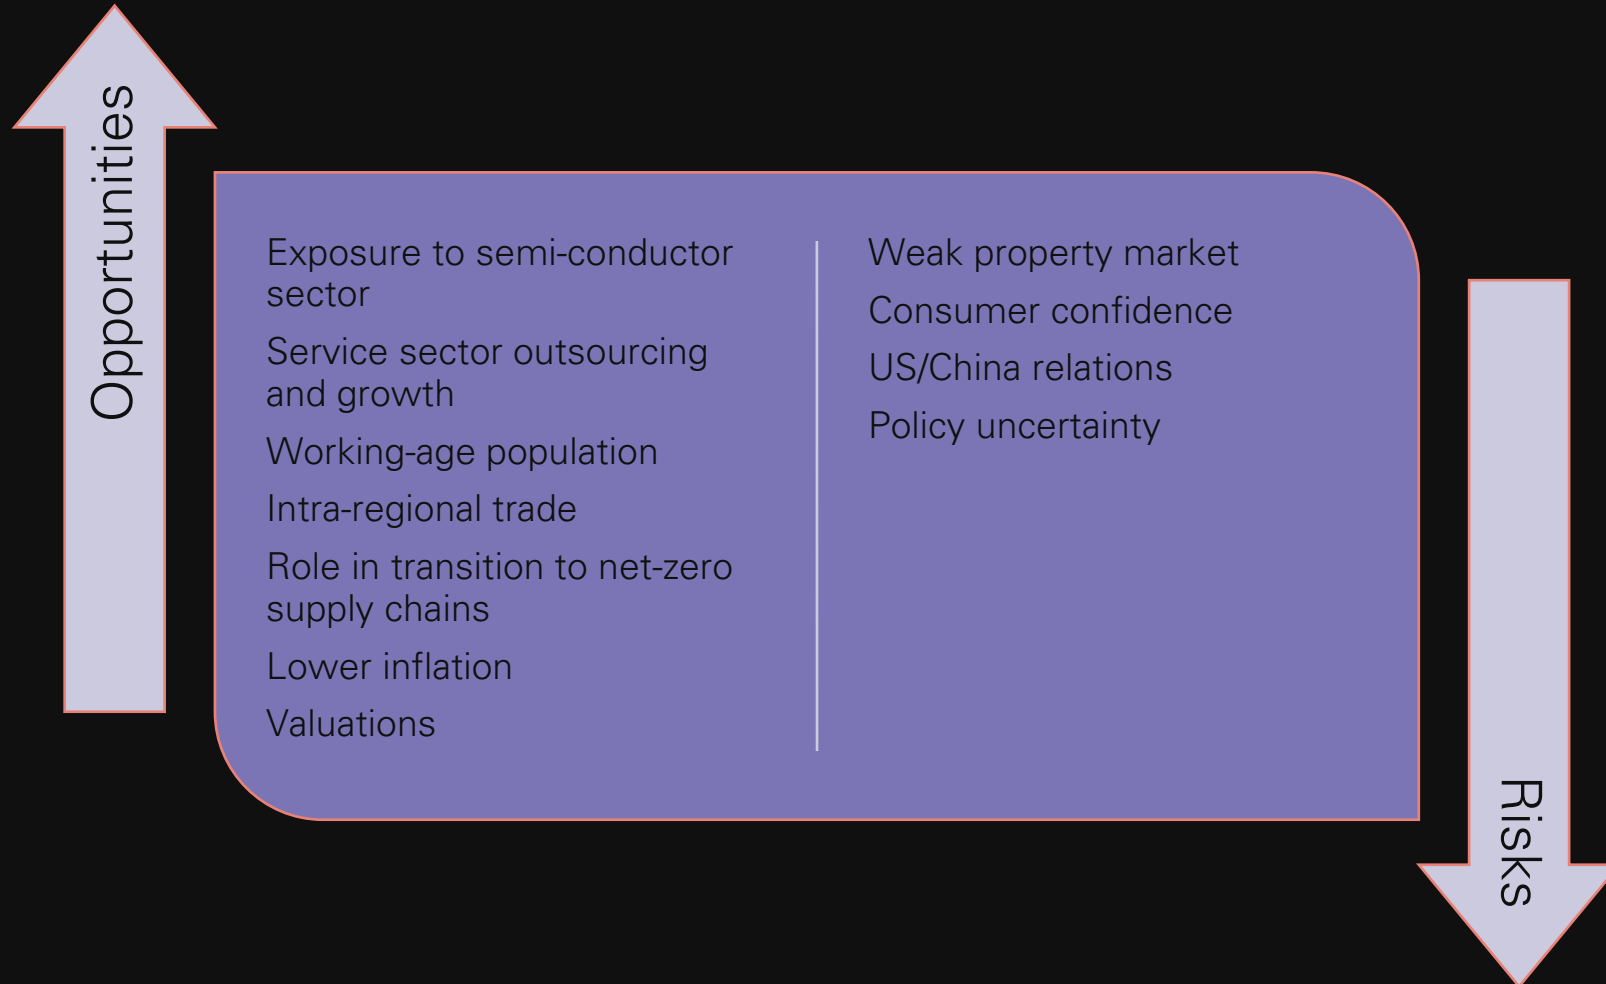 Opportunities
Exposure to semi-conductor
sector
Service sector outsourcing
and growth
Working-age population
Intra-regional trade
Role in transition to net-zero
supply chains
Lower inflation
Valuations
Weak property market
Consumer confidence
US/China relations
Policy uncertainty
Risks